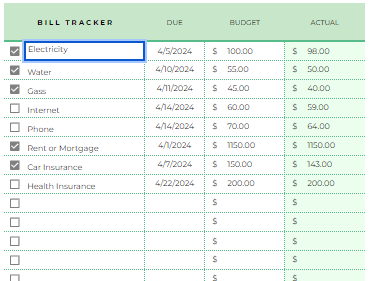 BILL TRACKER DUE BUDGET ACTUAL
Electricity 4/5/2024 $ 100.00 $ 98.00
Water 4/10/2024 $ 55.00 $ 50.00
Gass 4/11/2024 $ 45.00 $ 40.00
Internet 4/14/2024 $ 60.00 $ 59.00
Phone 4/14/2024 $ 70.00 $ 64.00
Rent or Mortgage 4/1/2024 $ 1150.00 $ 1150.00
Car Insurance 4/7/2024 $ 150.00 $ 143.00
Health Insurance 4/22/2024 $ 200.00 $ 200.00
$ $
$ $
$ $
$ $
$ $